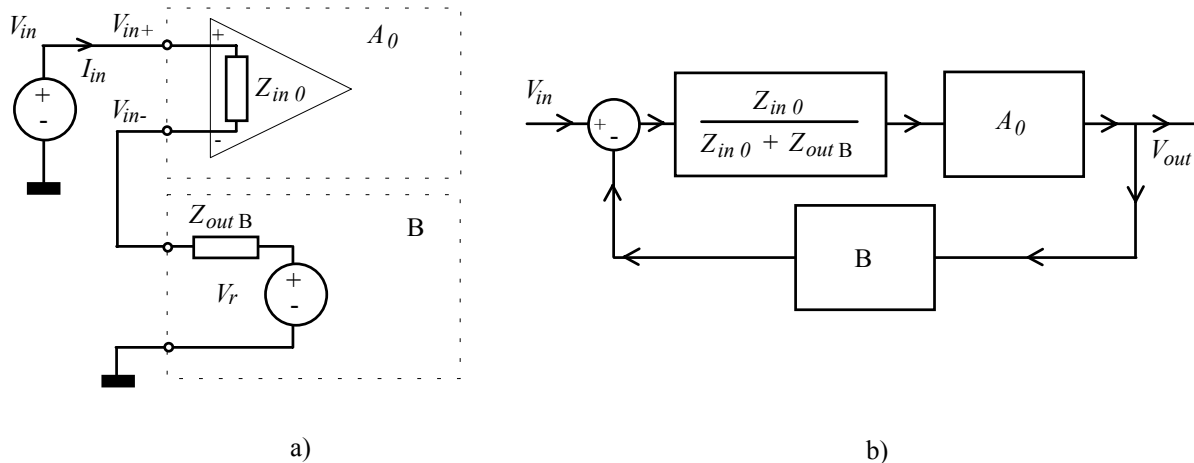 V_in
V_in+
I_in
V_in-
+
-
+
-
Z_in 0
A_0
Z_out B
B
V_r
+
-
a)
V_in
+
-
Z_in 0
Z_in 0 + Z_out B
A_0
V_out
B
b)